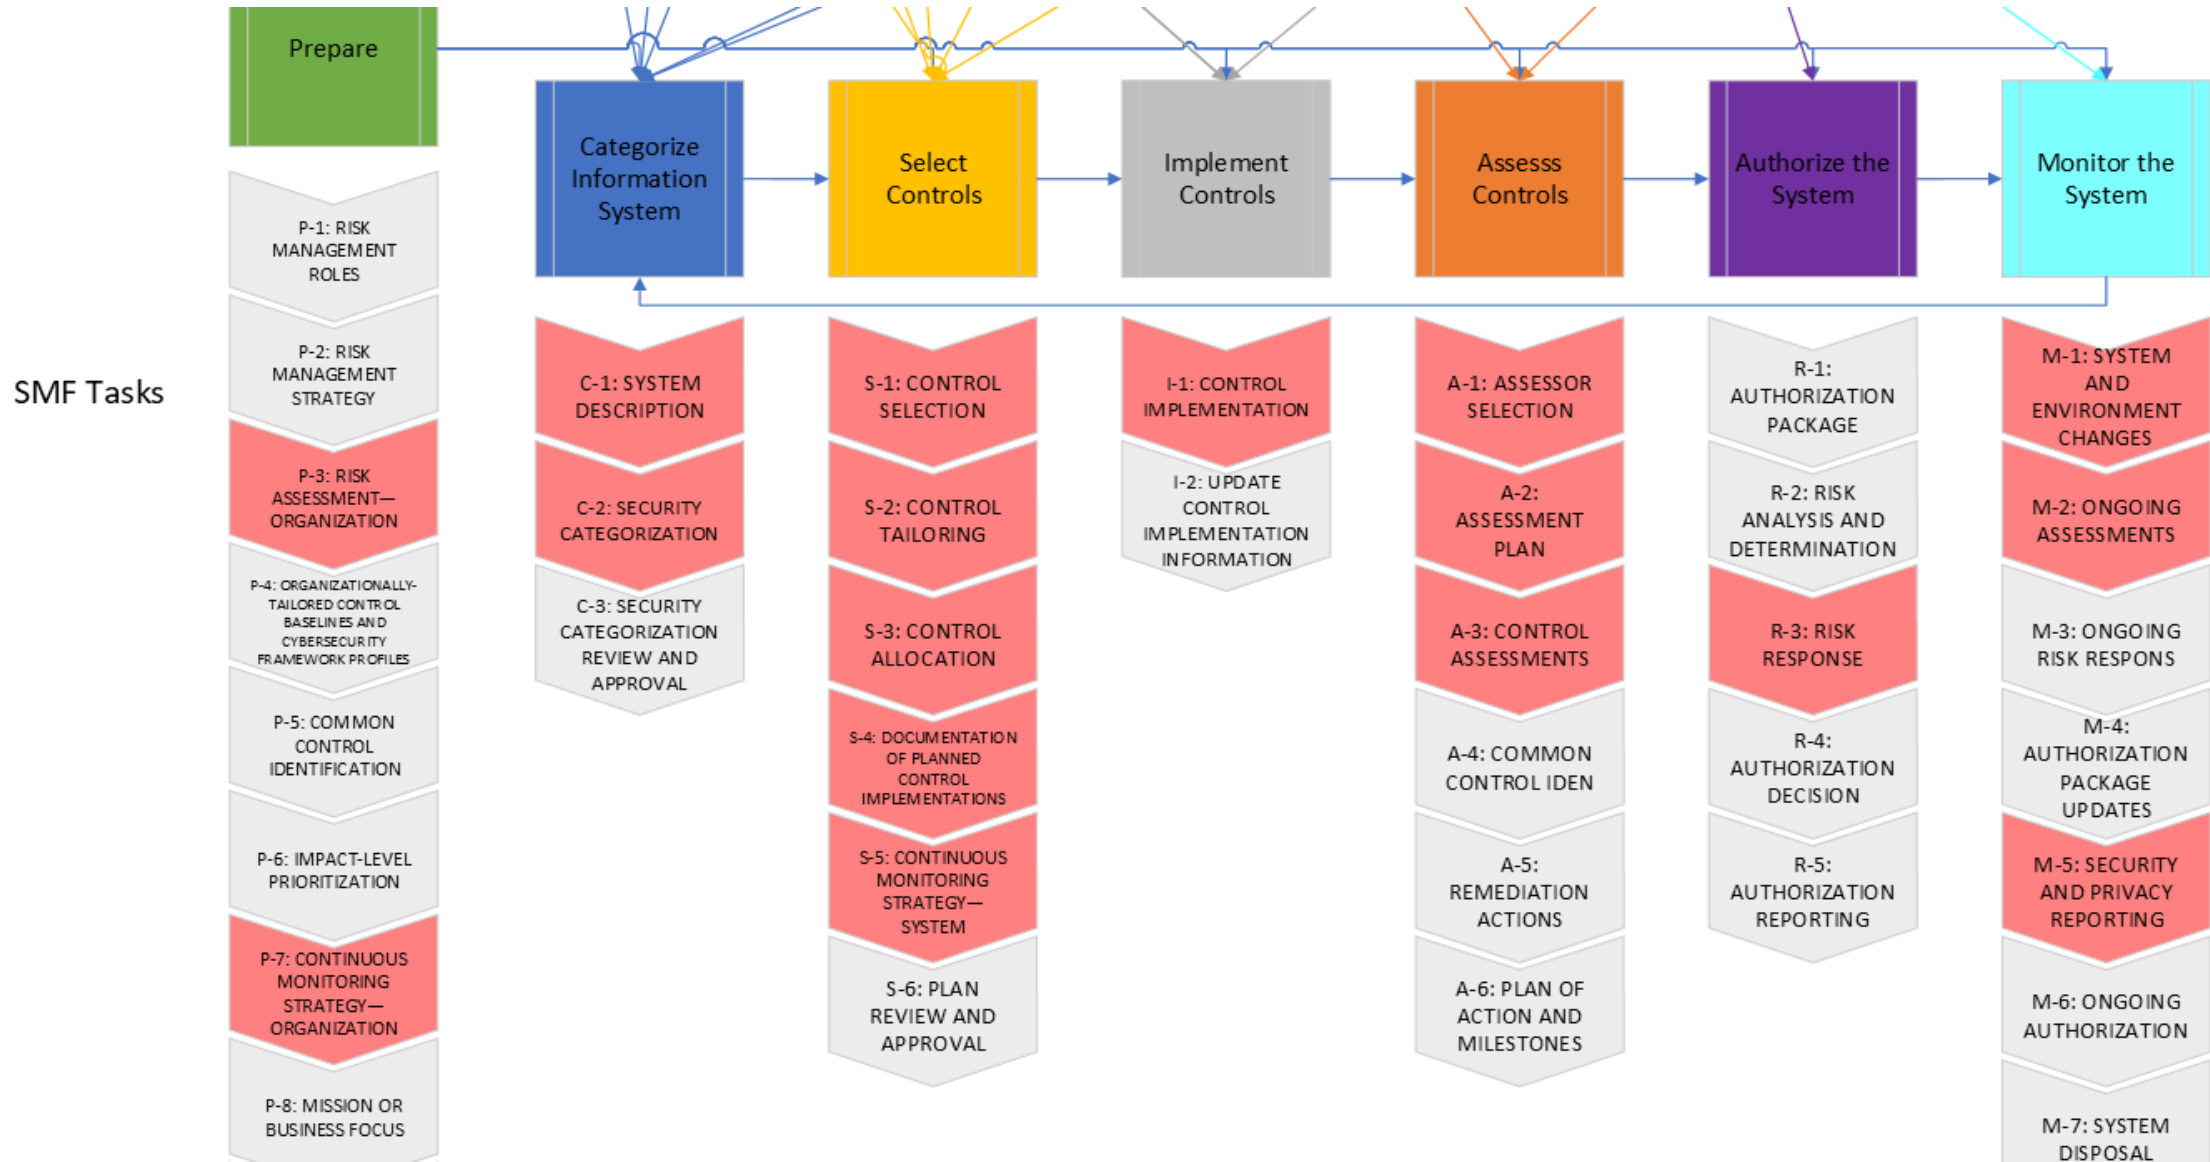 Prepare
Categorize
Information
System
Select
Controls
Implement
Controls
Assesss
Controls
Authorize the
System
Monitor the
System
SMF Tasks
P-1: RISK
MANAGEMENT
ROLES
P-2: RISK
MANAGEMENT
STRATEGY
P-3: RISK
ASSESSMENT—
ORGANIZATION
P-4: ORGANIZATIONALLY-
TAILORED CONTROL
BASELINES AND
CYBERSECURITY
FRAMEWORK PROFILES
P-5: COMMON
CONTROL
IDENTIFICATION
P-6: IMPACT-LEVEL
PRIORITIZATION
P-7: CONTINUOUS
MONITORING
STRATEGY—
ORGANIZATION
P-8: MISSION OR
BUSINESS FOCUS
C-1: SYSTEM
DESCRIPTION
C-2: SECURITY
CATEGORIZATION
C-3: SECURITY
CATEGORIZATION
REVIEW AND
APPROVAL
S-1: CONTROL
SELECTION
S-2: CONTROL
TAILORING
S-3: CONTROL
ALLOCATION
S-4: DOCUMENTATION
OF PLANNED
CONTROL
IMPLEMENTATIONS
S-5: CONTINUOUS
MONITORING
STRATEGY—
SYSTEM
S-6: PLAN
REVIEW AND
APPROVAL
I-1: CONTROL
IMPLEMENTATION
I-2: UPDATE
CONTROL
IMPLEMENTATION
INFORMATION
A-1: ASSESSOR
SELECTION
A-2:
ASSESSMENT
PLAN
A-3: CONTROL
ASSESSMENTS
A-4: COMMON
CONTROL IDEN
A-5:
REMEDIATION
ACTIONS
A-6: PLAN OF
ACTION AND
MILESTONES
R-1:
AUTHORIZATION
PACKAGE
R-2: RISK
ANALYSIS AND
DETERMINATION
R-3: RISK
RESPONSE
R-4:
AUTHORIZATION
DECISION
R-5:
AUTHORIZATION
REPORTING
M-1: SYSTEM
AND
ENVIRONMENT
CHANGES
M-2: ONGOING
ASSESSMENTS
M-3: ONGOING
RISK RESPONS
M-4:
AUTHORIZATION
PACKAGE
UPDATES
M-5: SECURITY
AND PRIVACY
REPORTING
M-6: ONGOING
AUTHORIZATION
M-7: SYSTEM
DISPOSAL